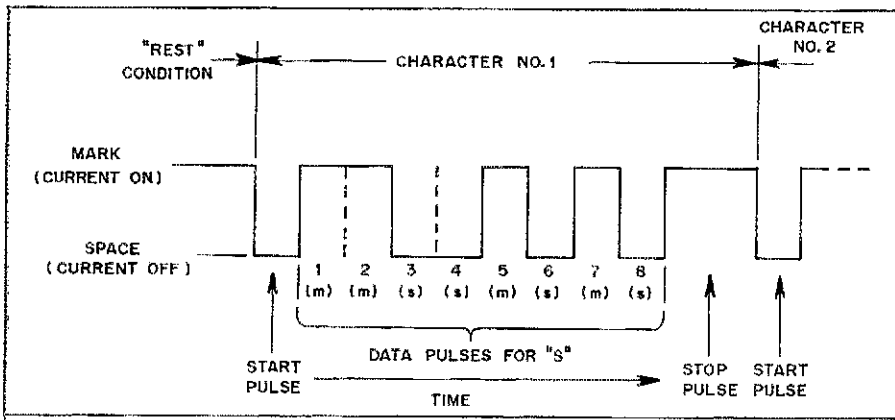 CHARACTER
NO. 2
"REST"
CONDITION
CHARACTER NO. 1
MARK
(CURRENT ON)
SPACE
(CURRENT OFF)
1 2 3 4 5 6 7 8
(m) (m) (s) (s) (m) (s) (m) (s)
DATA PULSES FOR "S"
START
PULSE
STOP
PULSE
START
PULSE
TIME